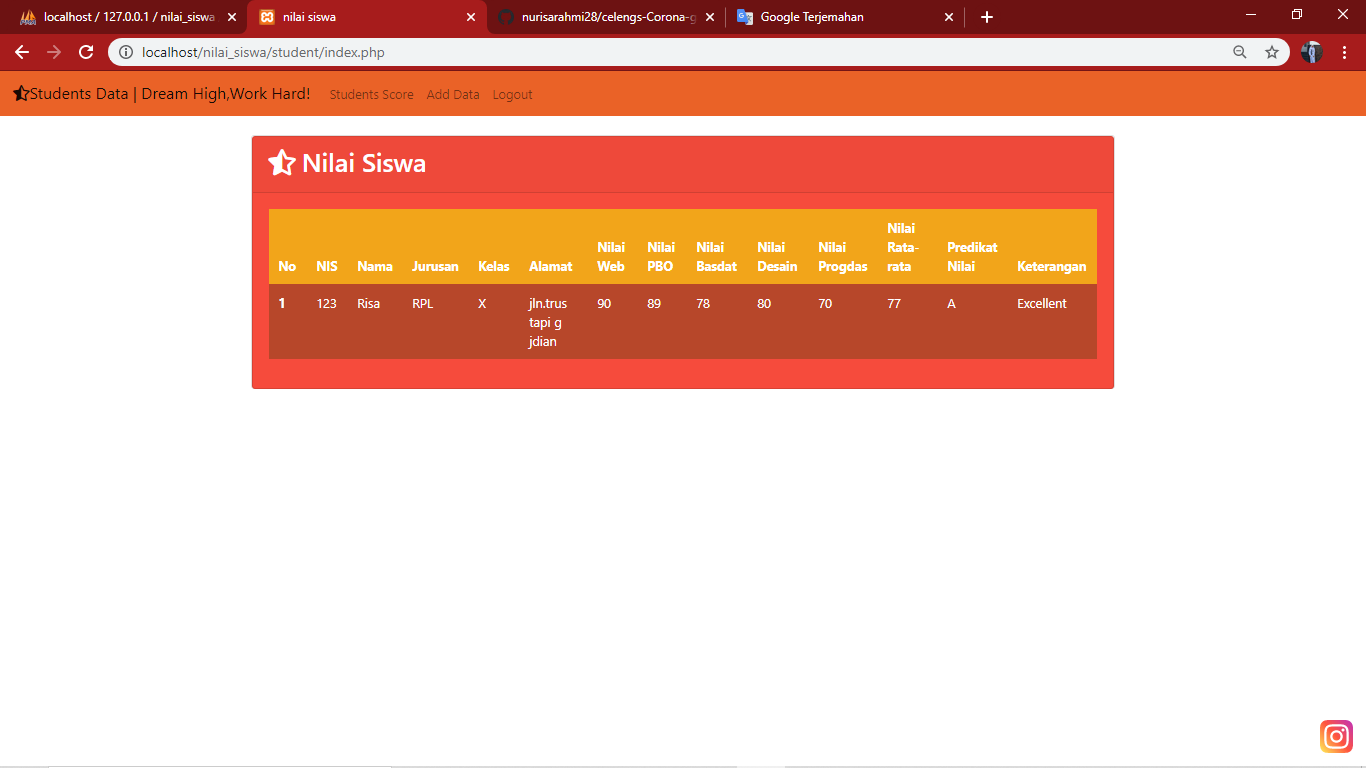 localhost / 127.0.0.1 / nilai_siswa
nilai siswa
nurisarahmi28/celengs-Corona-g
Google Terjemahan
localhost/nilai_siswa/student/index.php
Students Data | Dream High,Work Hard!
Students Score
Add Data
Logout
Nilai Siswa
No NIS Nama Jurusan Kelas Alamat Nilai Web Nilai PBO Nilai Basdat Nilai Desain Nilai Progdas Nilai Rata-rata Predikat Nilai Keterangan
1 123 Risa RPL X jln.trus tapi g jdian 90 89 78 80 70 77 A Excellent